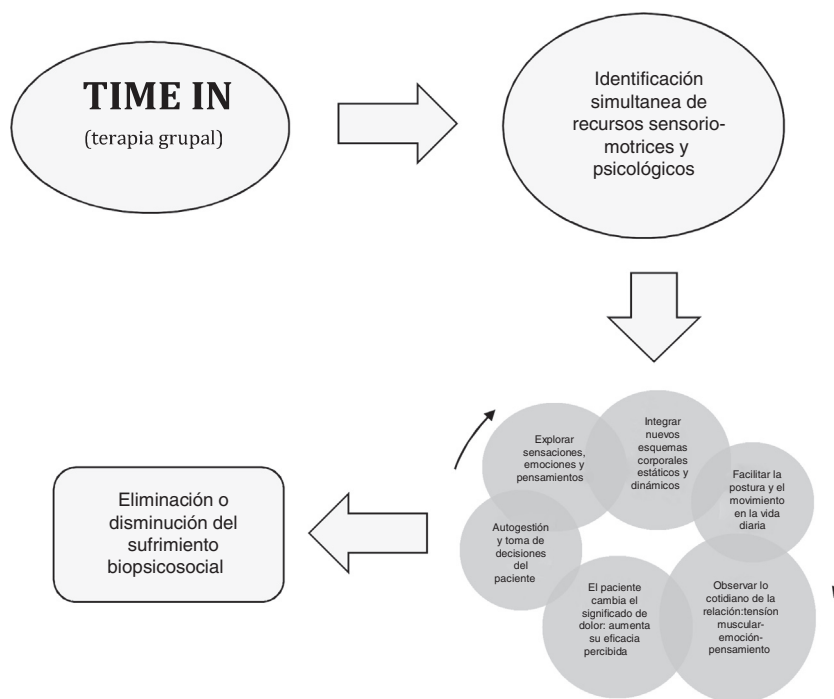 TIME IN
(terapia grupal)
Identificación
simultanea de
recursos sensorio-
motrices y
psicológicos
Explorar
sensaciones,
emociones y
pensamientos
Integrar
nuevos
esquemas
corporales
estáticos y
dinámicos
Facilitar la
postura y el
movimiento
en la vida
diaria
Observar lo
cotidiano de la
relación:tensíon
muscular-
emoción-
pensamiento
El paciente
cambia el
significado de
dolor: aumenta
su eficacia
percibida
Autogestión
y toma de
decisiones
del
paciente
Eliminación o
disminución del
sufrimiento
biopsicosocial